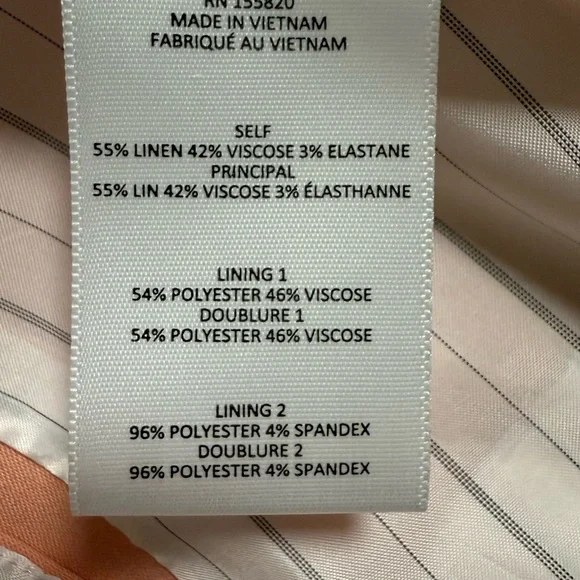 RN 155820
MADE IN VIETNAM
FABRIQUÉ AU VIETNAM
SELF
55% LINEN 42% VISCOSE 3% ELASTANE
PRINCIPAL
55% LIN 42% VISCOSE 3% ÉLASTHANNE
LINING 1
54% POLYESTER 46% VISCOSE
DOUBLURE 1
54% POLYESTER 46% VISCOSE
LINING 2
96% POLYESTER 4% SPANDEX
DOUBLURE 2
96% POLYESTER 4% SPANDEX